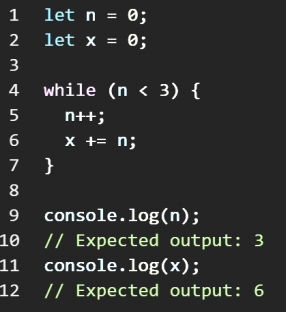 1 let n = 0;
2 let x = 0;
3
4 while (n < 3) {
5   n++;
6   x += n;
7 }
8
9 console.log(n);
10 // Expected output: 3
11 console.log(x);
12 // Expected output: 6